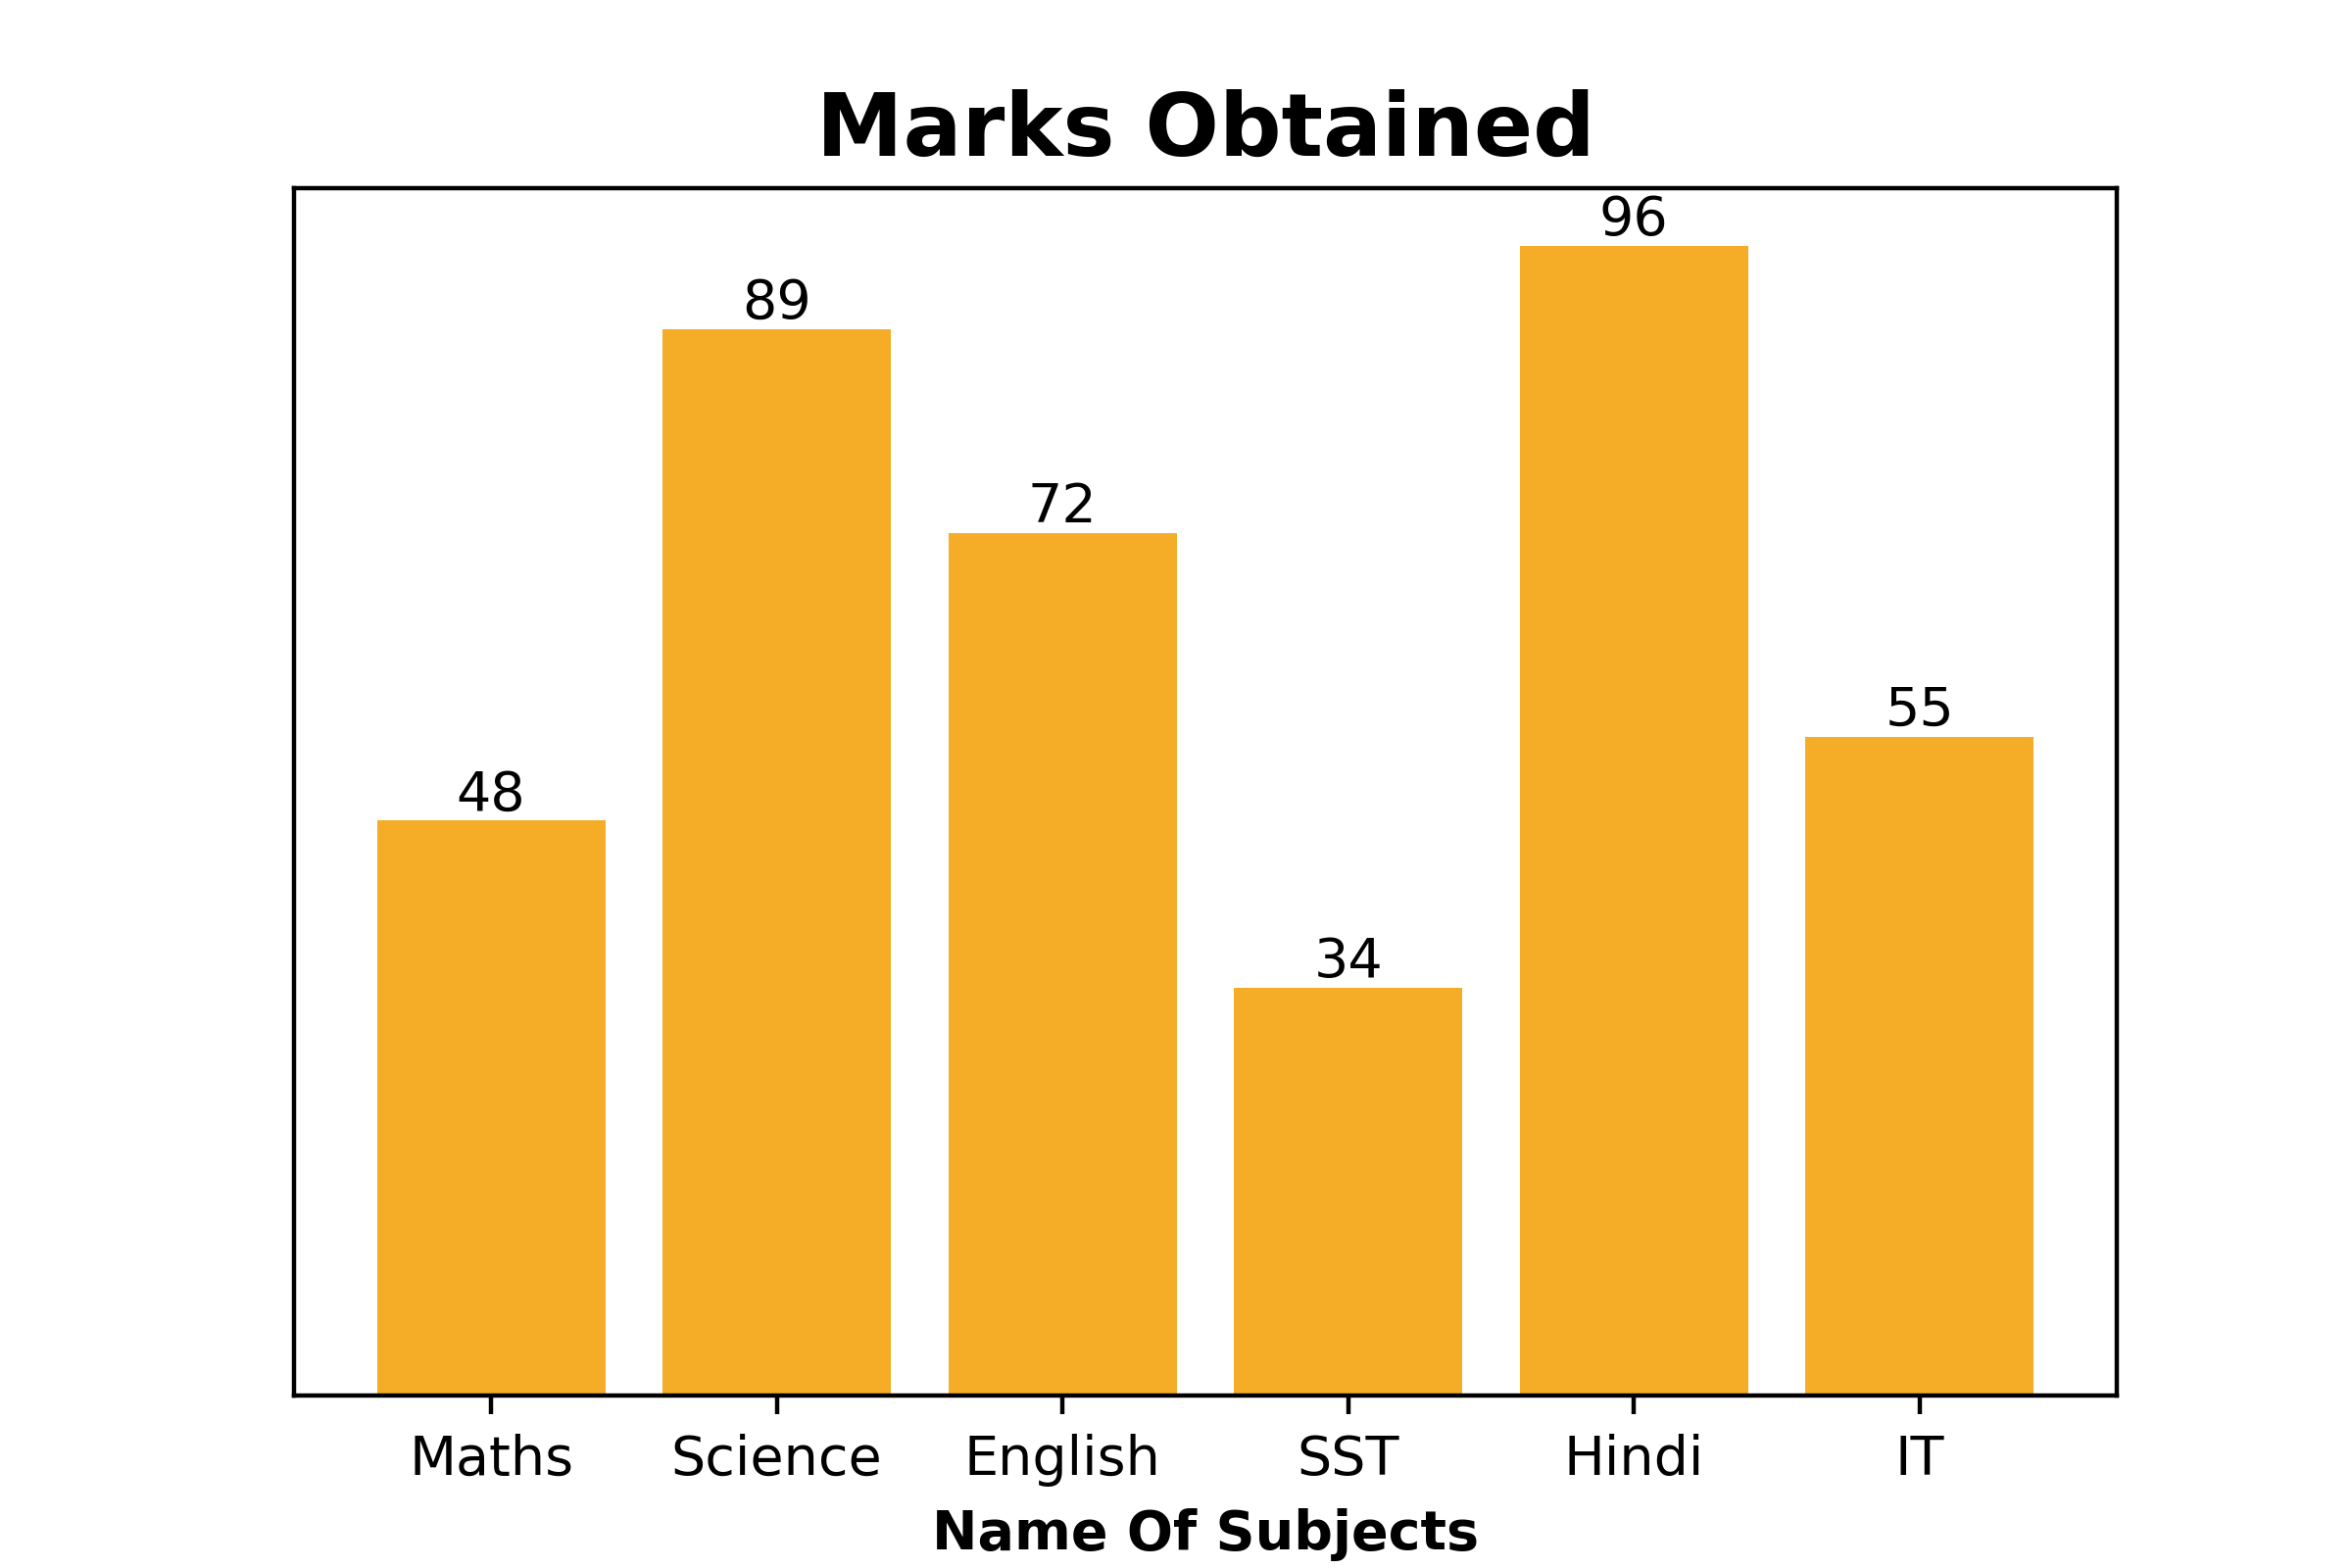 Marks Obtained
96
89
72
55
48
34
Maths Science English SST Hindi IT
Name Of Subjects